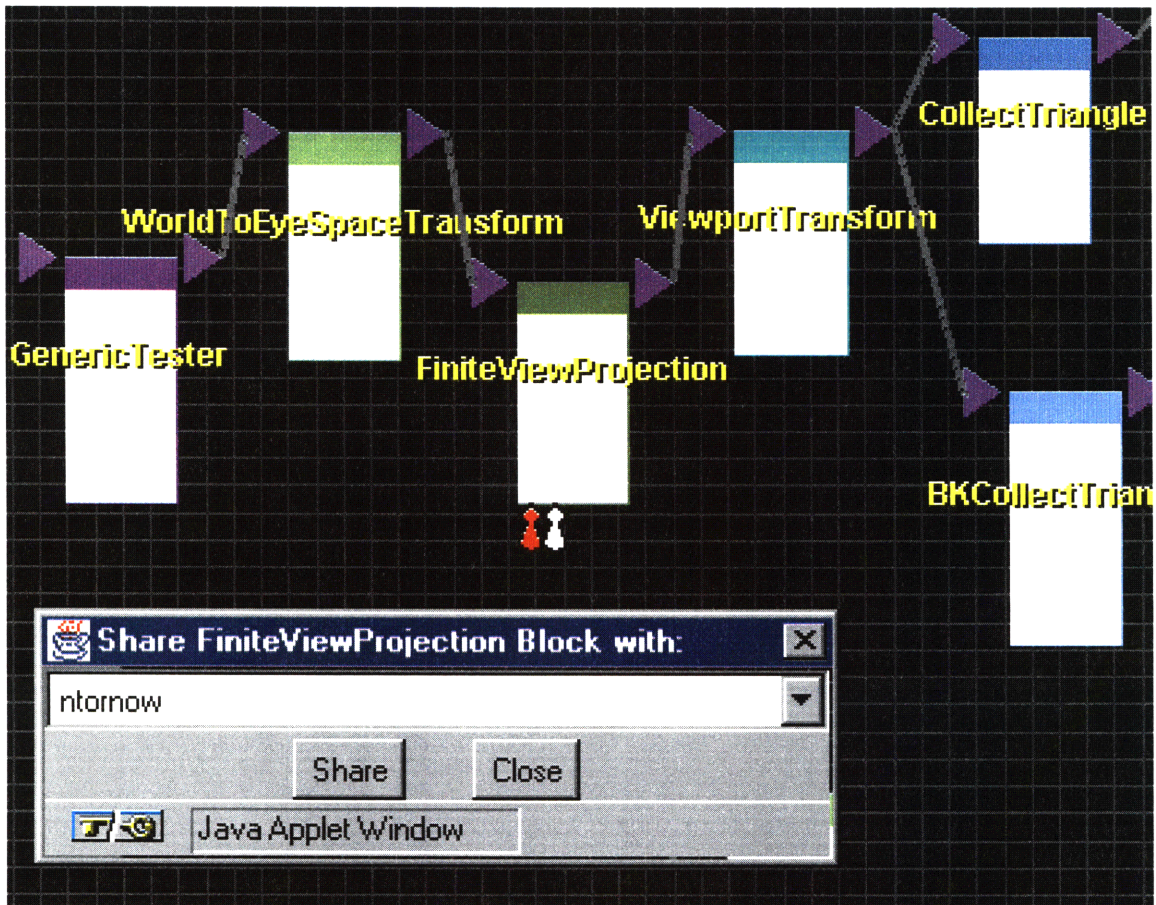 CollectTriangle
WorldToEyeSpaceTransform
ViewportTransform
GenericTester
FiniteViewProjection
BKCollectTrian
Share FiniteViewProjection Block with:
ntornow
Share
Close
Java Applet Window